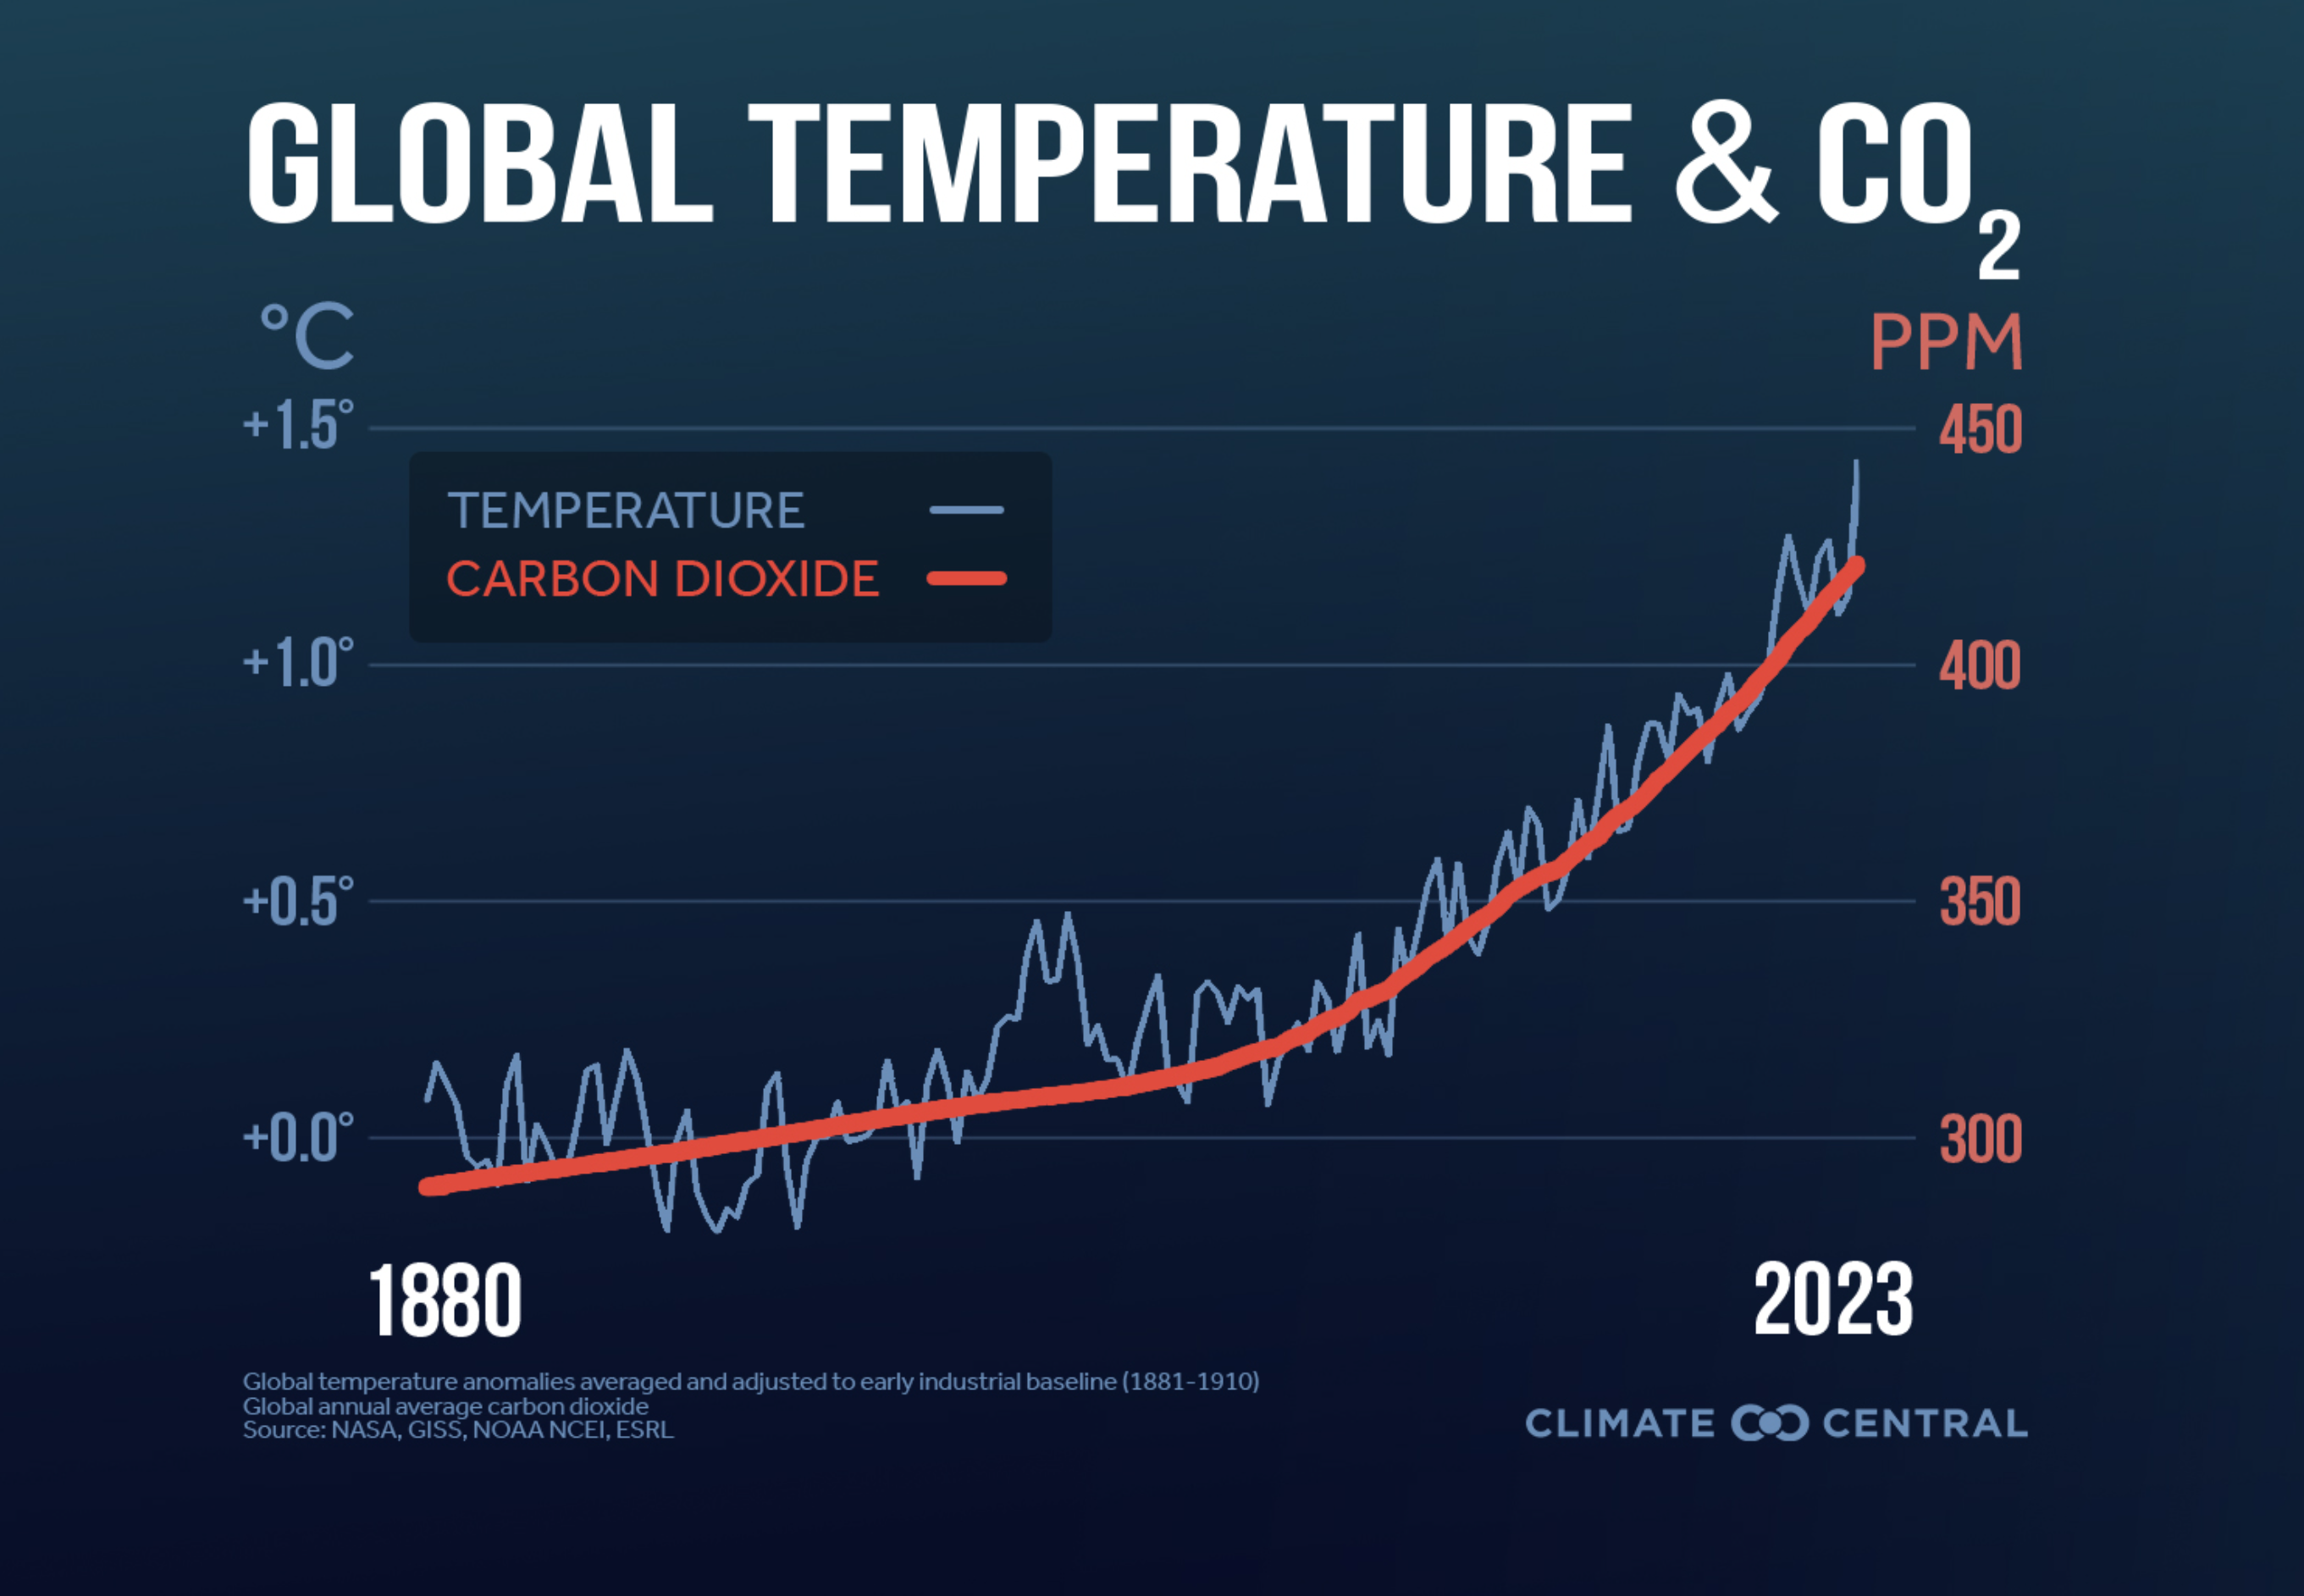 GLOBAL TEMPERATURE & CO₂
°C
PPM
+1.5°
450
TEMPERATURE
CARBON DIOXIDE
+1.0°
400
+0.5°
350
+0.0°
300
1880
2023
Global temperature anomalies averaged and adjusted to early industrial baseline (1881-1910)
Global annual average carbon dioxide
Source: NASA, GISS, NOAA NCEI, ESRL
CLIMATE CENTRAL